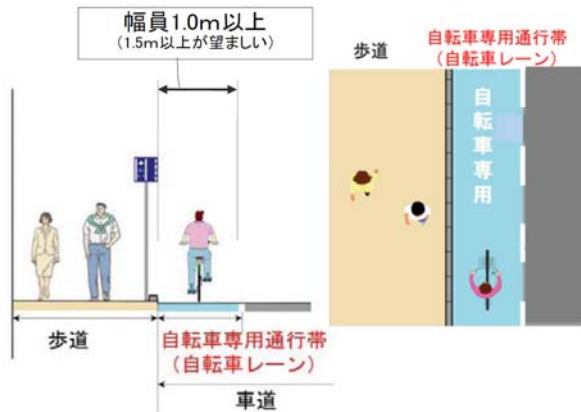 幅員1.0m以上
（1.5m以上が望ましい）
歩道
自転車専用通行帯
（自転車レーン）
車道
歩道
自転車専用通行帯
（自転車レーン）
自転車専用